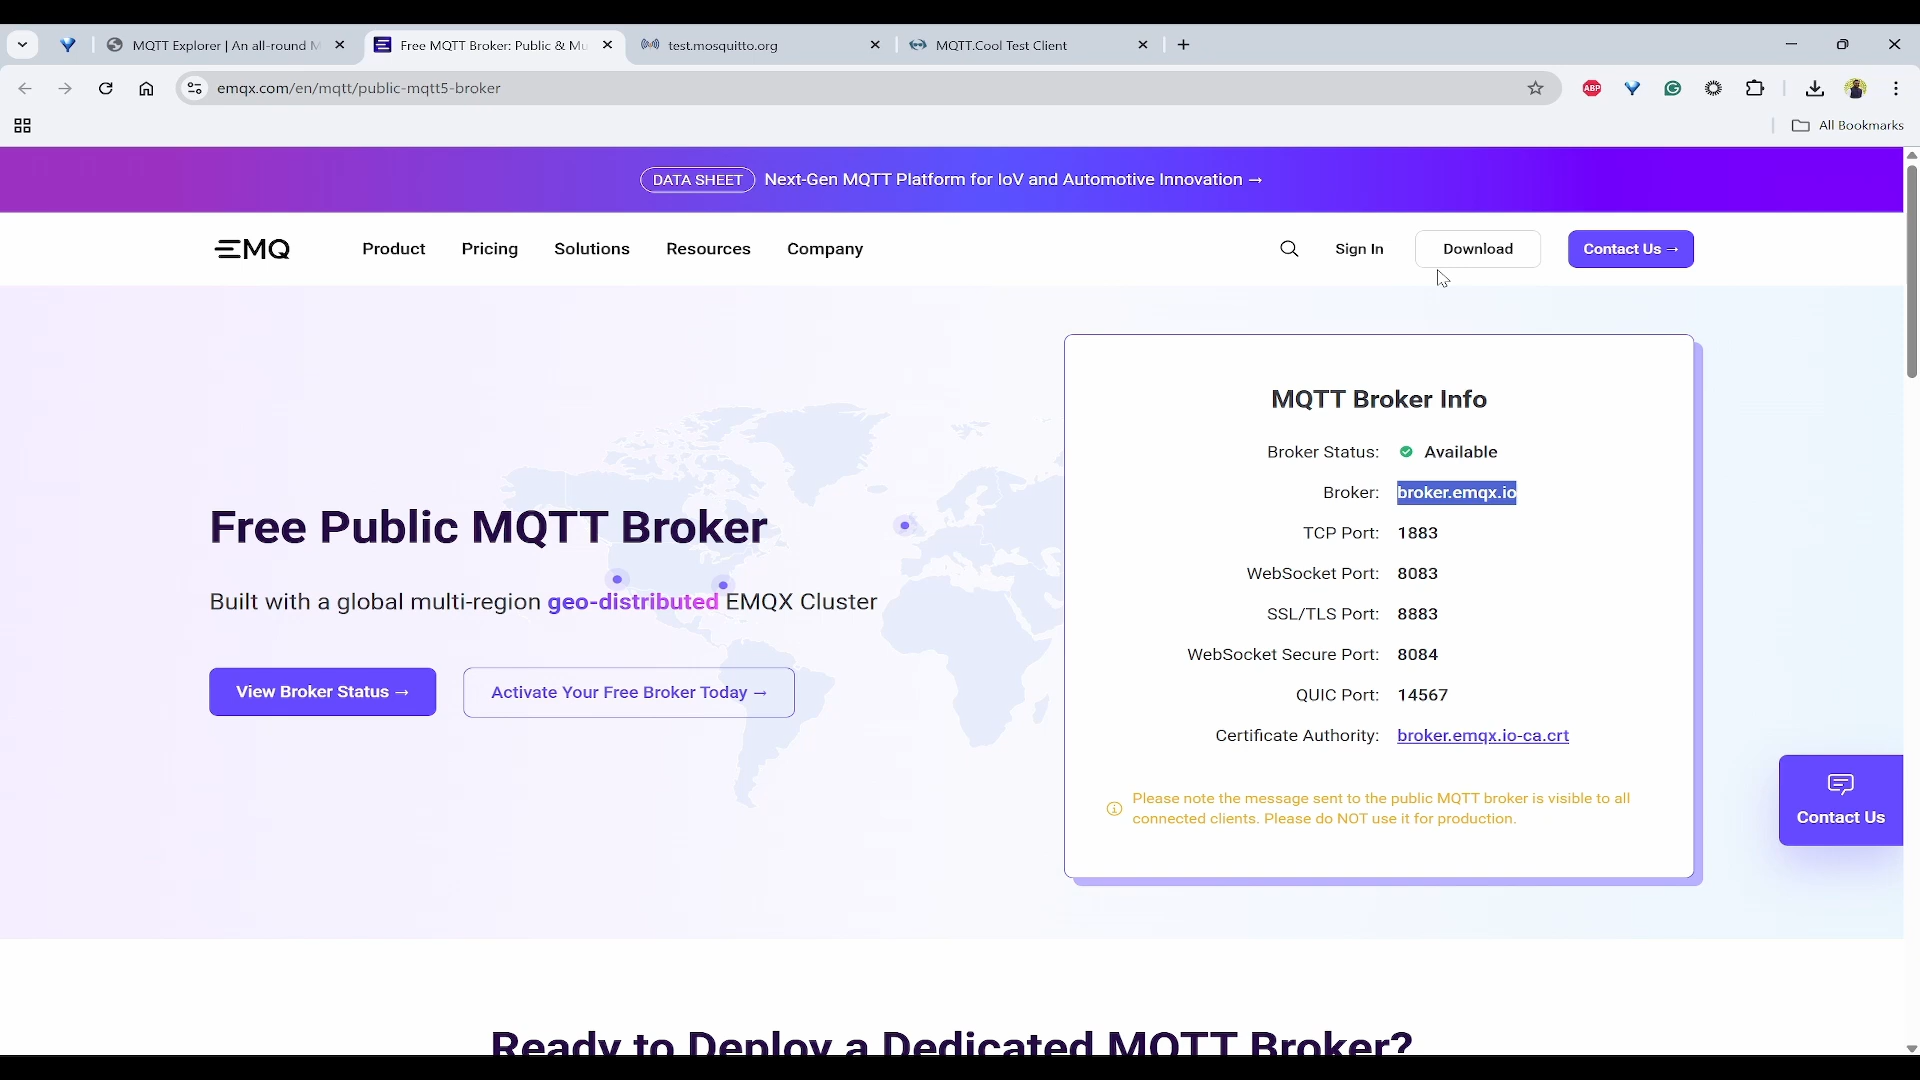 MQTT Explorer | An all-round M
Free MQTT Broker: Public & Mu
test.mosquitto.org
MQTT.Cool Test Client
emqx.com/en/mqtt/public-mqtt5-broker
ABP
All Bookmarks
DATA SHEET Next-Gen MQTT Platform for IoV and Automotive Innovation →
EMQ
Product
Pricing
Solutions
Resources
Company
Sign In
Download
Contact Us →
Free Public MQTT Broker
Built with a global multi-region geo-distributed EMQX Cluster
View Broker Status →
Activate Your Free Broker Today →
MQTT Broker Info
Broker Status: Available
Broker: broker.emqx.io
TCP Port: 1883
WebSocket Port: 8083
SSL/TLS Port: 8883
WebSocket Secure Port: 8084
QUIC Port: 14567
Certificate Authority: broker.emqx.io-ca.crt
Please note the message sent to the public MQTT broker is visible to all
connected clients. Please do NOT use it for production.
Contact Us
Ready to Deploy a Dedicated MQTT Broker?